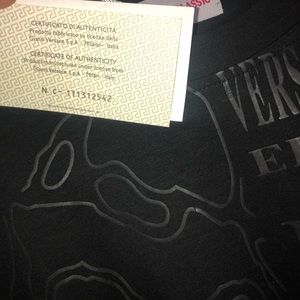 CLASSIC
CERTIFICATO DI AUTENTICITÀ
Prodotto fabbricato su licenza della
Gianni Versace S.p.A. - Milano - Italia
CERTIFICATE OF AUTHENTICITY
Product manufactured under license from
Gianni Versace S.p.A. - Milan - Italy
N. C- 111312542
VERS